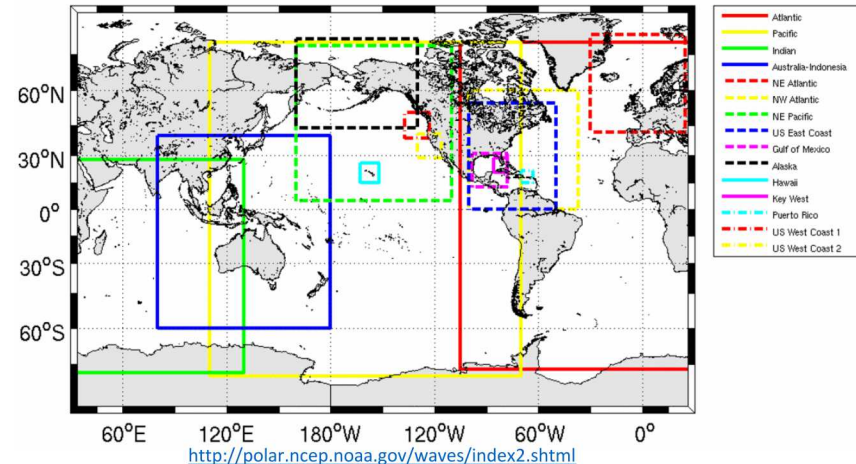 Atlantic
Pacific
Indian
Australia-Indonesia
NE Atlantic
NW Atlantic
NE Pacific
US East Coast
Gulf of Mexico
Alaska
Hawaii
Key West
Puerto Rico
US West Coast 1
US West Coast 2
60°N
30°N
0°
30°S
60°S
60°E 120°E 180°W 120°W 60°W 0°
http://polar.ncep.noaa.gov/waves/index2.shtml